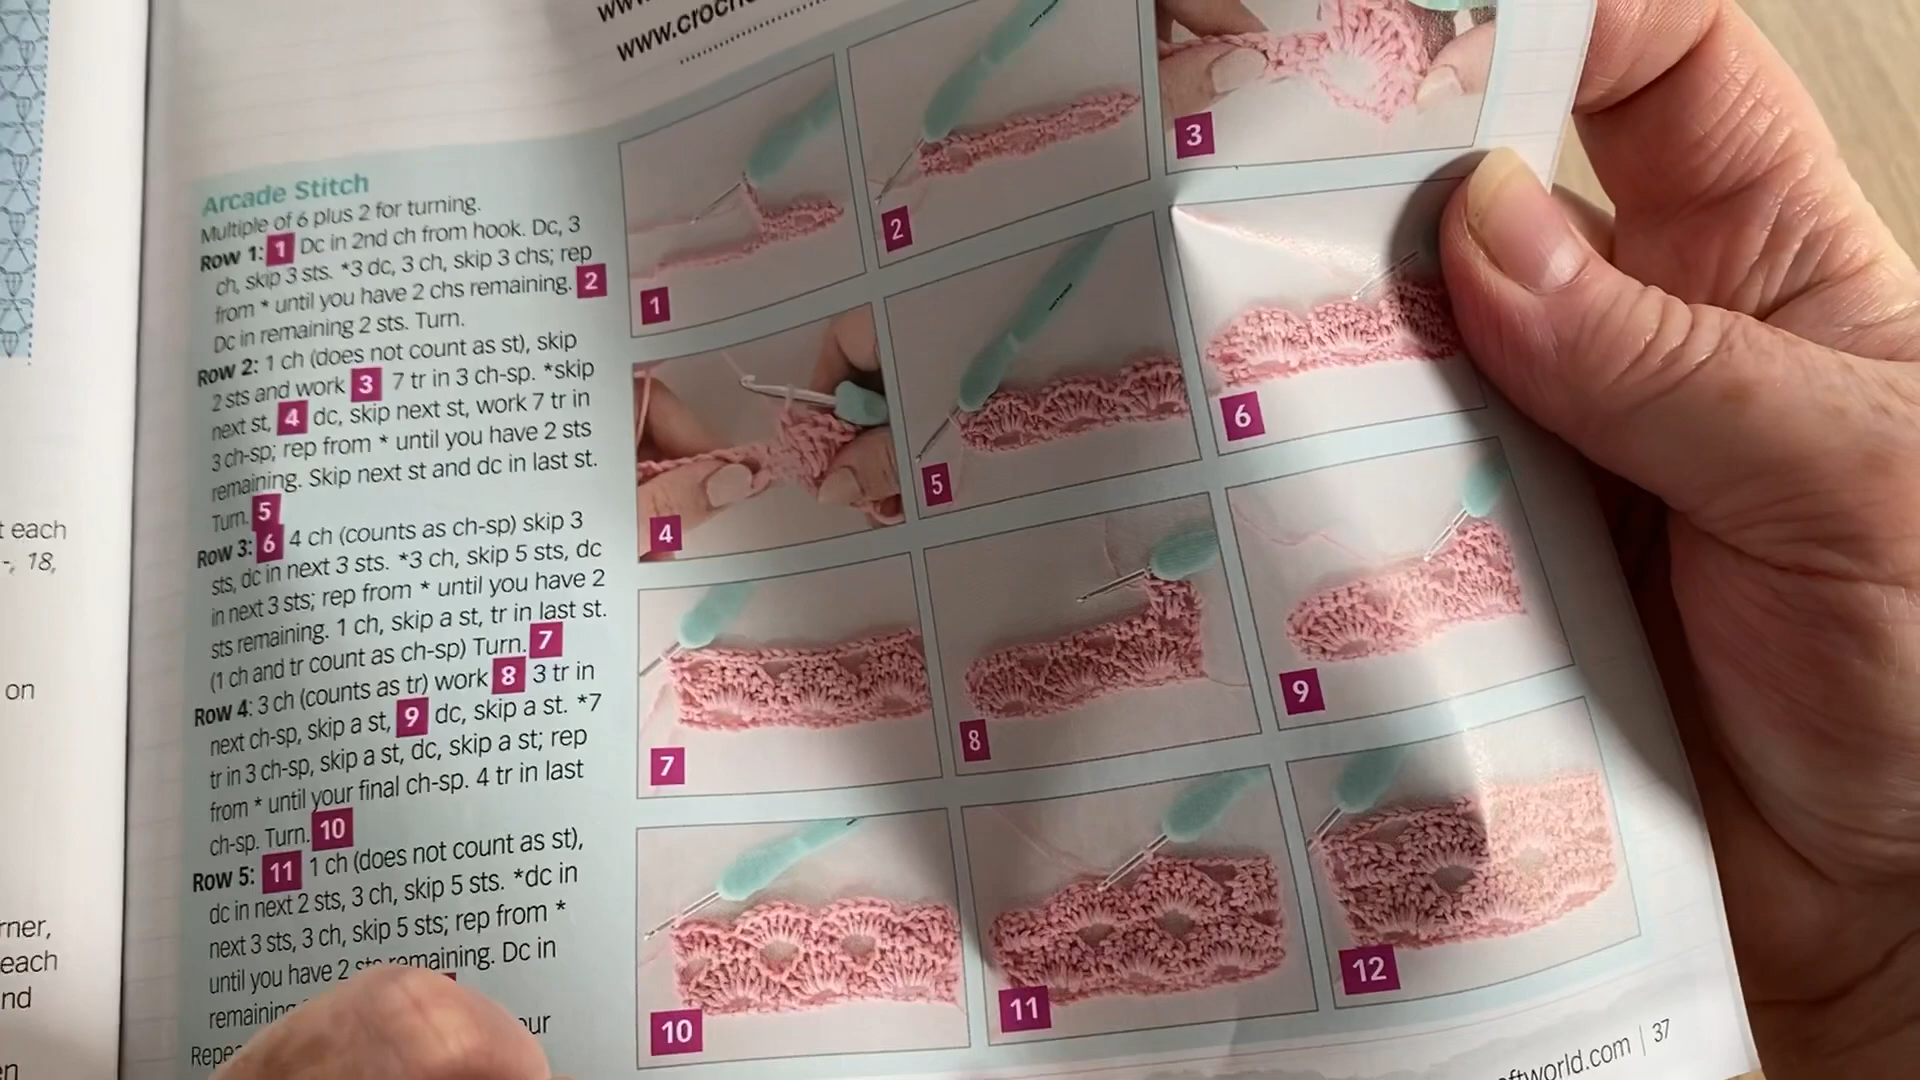 t each
18,
on
rner,
each
nd
www.
Arcade Stitch
Multiple of 6 plus 2 for turning.
Row 1: 1 Dc in 2nd ch from hook. Dc, 3
ch, skip 3 sts. *3 dc, 3 ch, skip 3 chs; rep
from * until you have 2 chs remaining. 2
Dc in remaining 2 sts. Turn.
Row 2: 1 ch (does not count as st), skip
2 sts and work 3 7 tr in 3 ch-sp. *skip
next st, 4 dc, skip next st, work 7 tr in
3 ch-sp; rep from * until you have 2 sts
remaining. Skip next st and dc in last st.
Turn. 5
Row 3: 6 4 ch (counts as ch-sp) skip 3
sts, dc in next 3 sts. *3 ch, skip 5 sts, dc
in next 3 sts; rep from * until you have 2
sts remaining. 1 ch, skip a st, tr in last st.
(1 ch and tr count as ch-sp) Turn. 7
Row 4: 3 ch (counts as tr) work 8 3 tr in
next ch-sp, skip a st, 9 dc, skip a st. *7
tr in 3 ch-sp, skip a st, dc, skip a st; rep
from * until your final ch-sp. 4 tr in last
ch-sp. Turn. 10
Row 5: 11 1 ch (does not count as st),
dc in next 2 sts, 3 ch, skip 5 sts. *dc in
next 3 sts, 3 ch, skip 5 sts; rep from *
until you have 2 sts remaining. Dc in
remaining
1
2
3
4
5
6
7
8
9
10
11
12
ftworld.com | 37